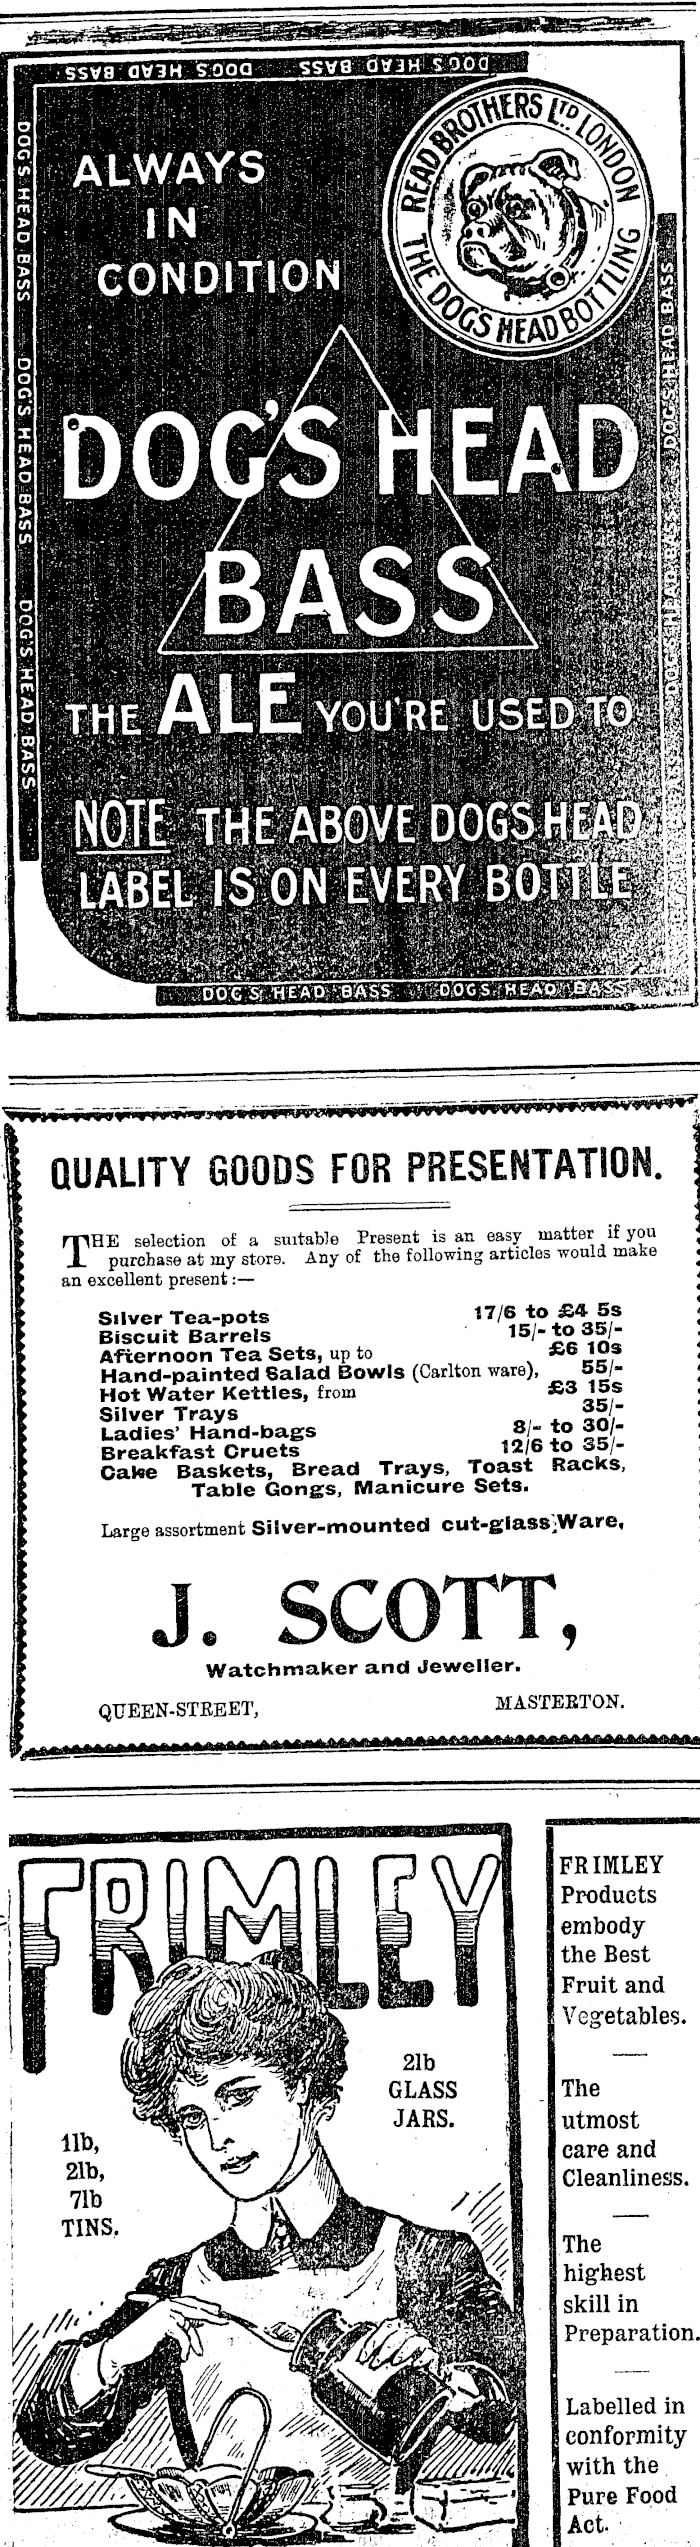 DOG'S HEAD BASS DOG'S HEAD BASS
DOG'S HEAD BASS DOG'S HEAD BASS DOG'S HEAD BASS
READ BROTHERS LTD LONDON
THE DOGS HEAD BOTTLING
ALWAYS
IN
CONDITION
DOG'S HEAD
BASS
THE ALE YOU'RE USED TO
NOTE THE ABOVE DOGS HEAD
LABEL IS ON EVERY BOTTLE
DOG'S HEAD BASS DOG'S HEAD BASS
DOG'S HEAD BASS DOGS HEAD BASS
QUALITY GOODS FOR PRESENTATION.
THE selection of a suitable Present is an easy matter if you
purchase at my store. Any of the following articles would make
an excellent present:—
Silver Tea-pots 17/6 to £4 5s
Biscuit Barrels 15/- to 35/-
Afternoon Tea Sets, up to £6 10s
Hand-painted Salad Bowls (Carlton ware), 55/-
Hot Water Kettles, from £3 15s
Silver Trays 35/-
Ladies' Hand-bags 8/- to 30/-
Breakfast Cruets 12/6 to 35/-
Cake Baskets, Bread Trays, Toast Racks,
Table Gongs, Manicure Sets.
Large assortment Silver-mounted cut-glass Ware,
J. SCOTT,
Watchmaker and Jeweller.
QUEEN-STREET, MASTERTON.
FRIMLEY
2lb
GLASS
JARS.
1lb,
2lb,
7lb
TINS.
FRIMLEY
Products
embody
the Best
Fruit and
Vegetables.
The
utmost
care and
Cleanliness.
The
highest
skill in
Preparation.
Labelled in
conformity
with the
Pure Food
Act.